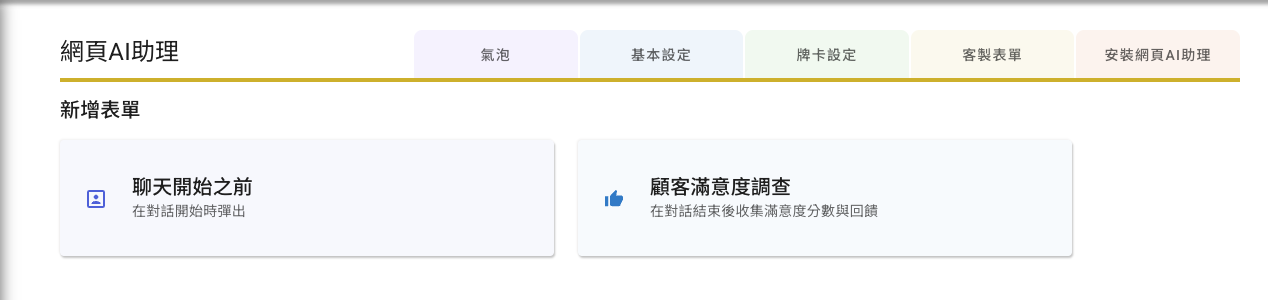 網頁AI助理
氣泡
基本設定
牌卡設定
客製表單
安裝網頁AI助理
新增表單
聊天開始之前
在對話開始時彈出
顧客滿意度調查
在對話結束後收集滿意度分數與回饋